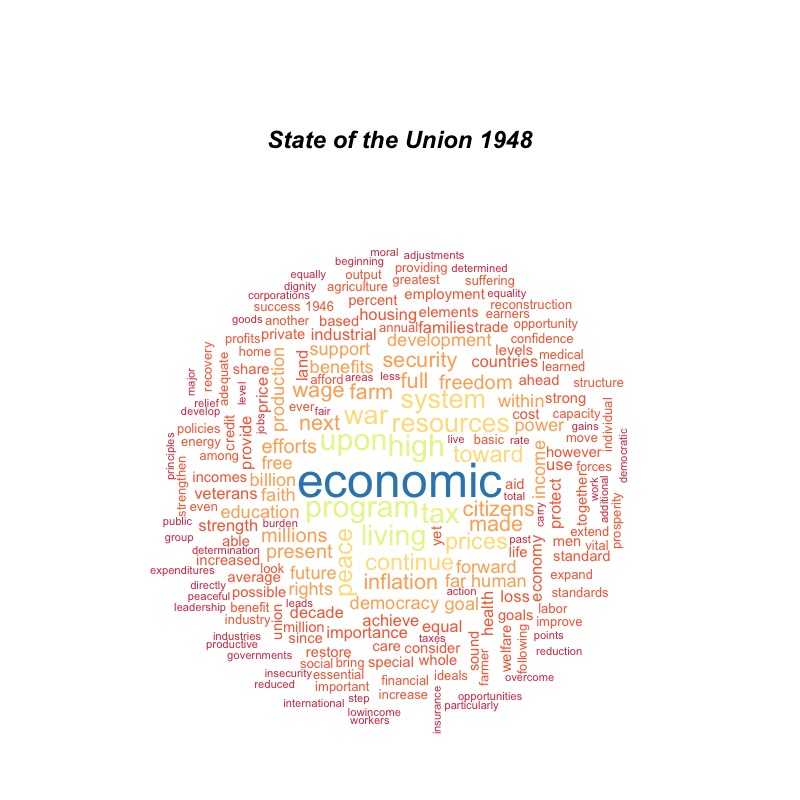 State of the Union 1948
moral
beginning
adjustments
equally
output
providing
determined
dignity
agriculture
greatest
suffering
corporations
percent
employment
equality
success
1946
housing
elements
reconstruction
goods
another
based
annual
families
trade
earners
opportunity
profits
private
industrial
development
confidence
recovery
home
support
levels
medical
adequate
share
production
land
benefits
security
countries
learned
major
level
price
afford
areas
less
full
freedom
ahead
structure
relief
wage
farm
system
within
strong
develop
jobs
ever
fair
war
resources
cost
capacity
individual
policies
credit
provide
next
power
gains
energy
efforts
upon
high
live
basic
rate
move
democratic
principles
among
free
toward
income
however
strengthen
incomes
billion
economic
aid
use
forces
veterans
faith
total
together
work
additional
even
education
program
tax
citizens
carry
protect
prosperity
public
strength
burden
made
extend
group
able
millions
living
yet
prices
past
men
vital
determination
present
peace
life
standard
increased
continue
economy
expenditures
look
future
forward
expand
average
inflation
far
human
directly
possible
rights
action
loss
standards
peaceful
leadership
benefit
leads
democracy
goal
health
labor
industry
union
decade
achieve
goals
improve
million
equal
industries
since
importance
taxes
sound
welfare
following
points
productive
care
consider
reduction
governments
restore
social
bring
special
whole
farmer
insecurity
essential
ideals
overcome
reduced
important
financial
increase
opportunities
international
step
insurance
particularly
lowincome
workers